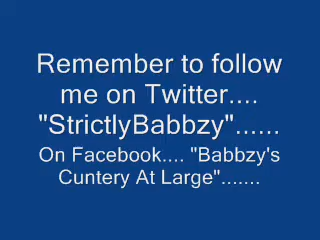 Remember to follow
me on Twitter....
"StrictlyBabbzy"......
On Facebook.... "Babbzy's
Cuntery At Large".......